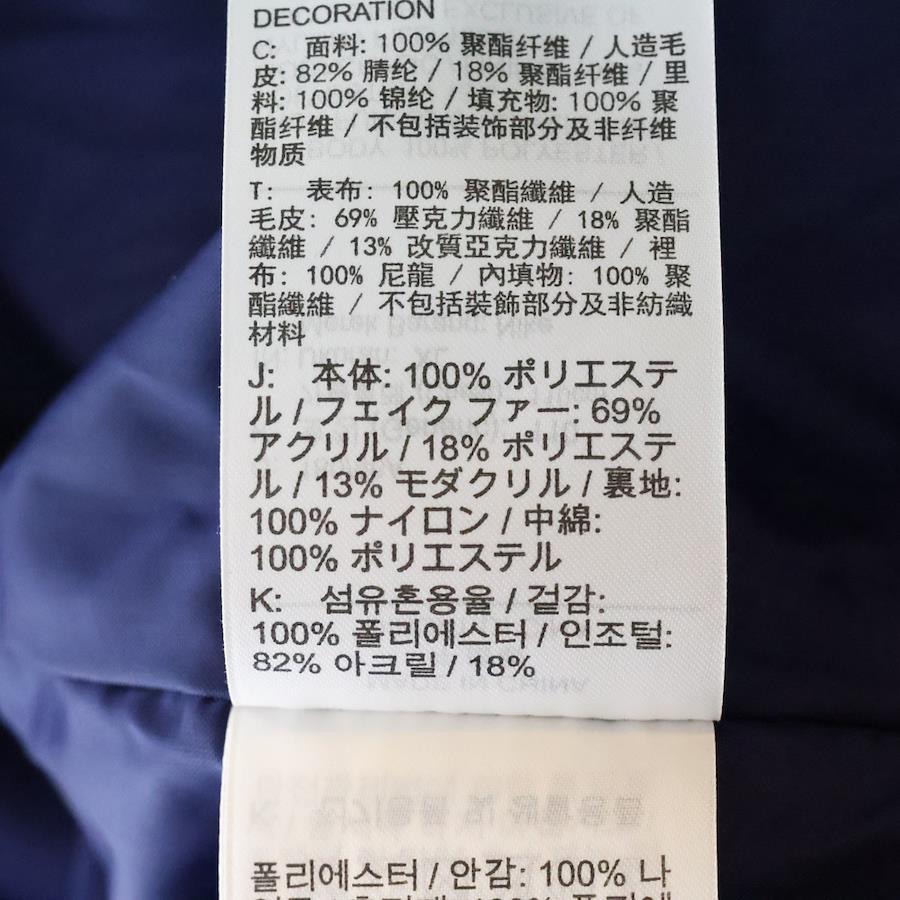 DECORATION
C: 面料: 100% 聚酯纤维 / 人造毛
皮: 82% 腈纶 / 18% 聚酯纤维 / 里
料: 100% 锦纶 / 填充物: 100% 聚
酯纤维 / 不包括装饰部分及非纤维
物质
T: 表布: 100% 聚酯纖維 / 人造
毛皮: 69% 壓克力纖維 / 18% 聚酯
纖維 / 13% 改質亞克力纖維 / 裡
布: 100% 尼龍 / 內填物: 100% 聚
酯纖維 / 不包括裝飾部分及非紡織
材料
J: 本体: 100% ポリエステ
ル / フェイク ファー: 69%
アクリル / 18% ポリエステ
ル / 13% モダクリル / 裏地:
100% ナイロン / 中綿:
100% ポリエステル
K: 섬유혼용율 / 겉감:
100% 폴리에스터 / 인조털:
82% 아크릴 / 18%
폴리에스터 / 안감: 100% 나